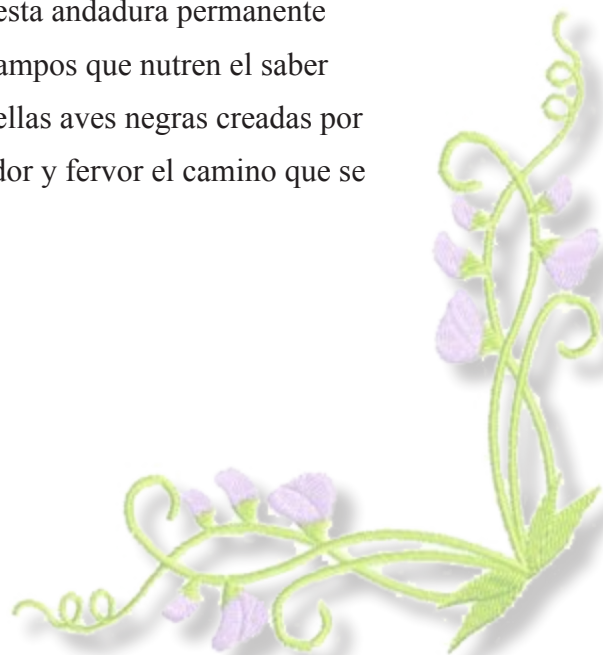 esta andadura permanente
ampos que nutren el saber
ellas aves negras creadas por
dor y fervor el camino que se